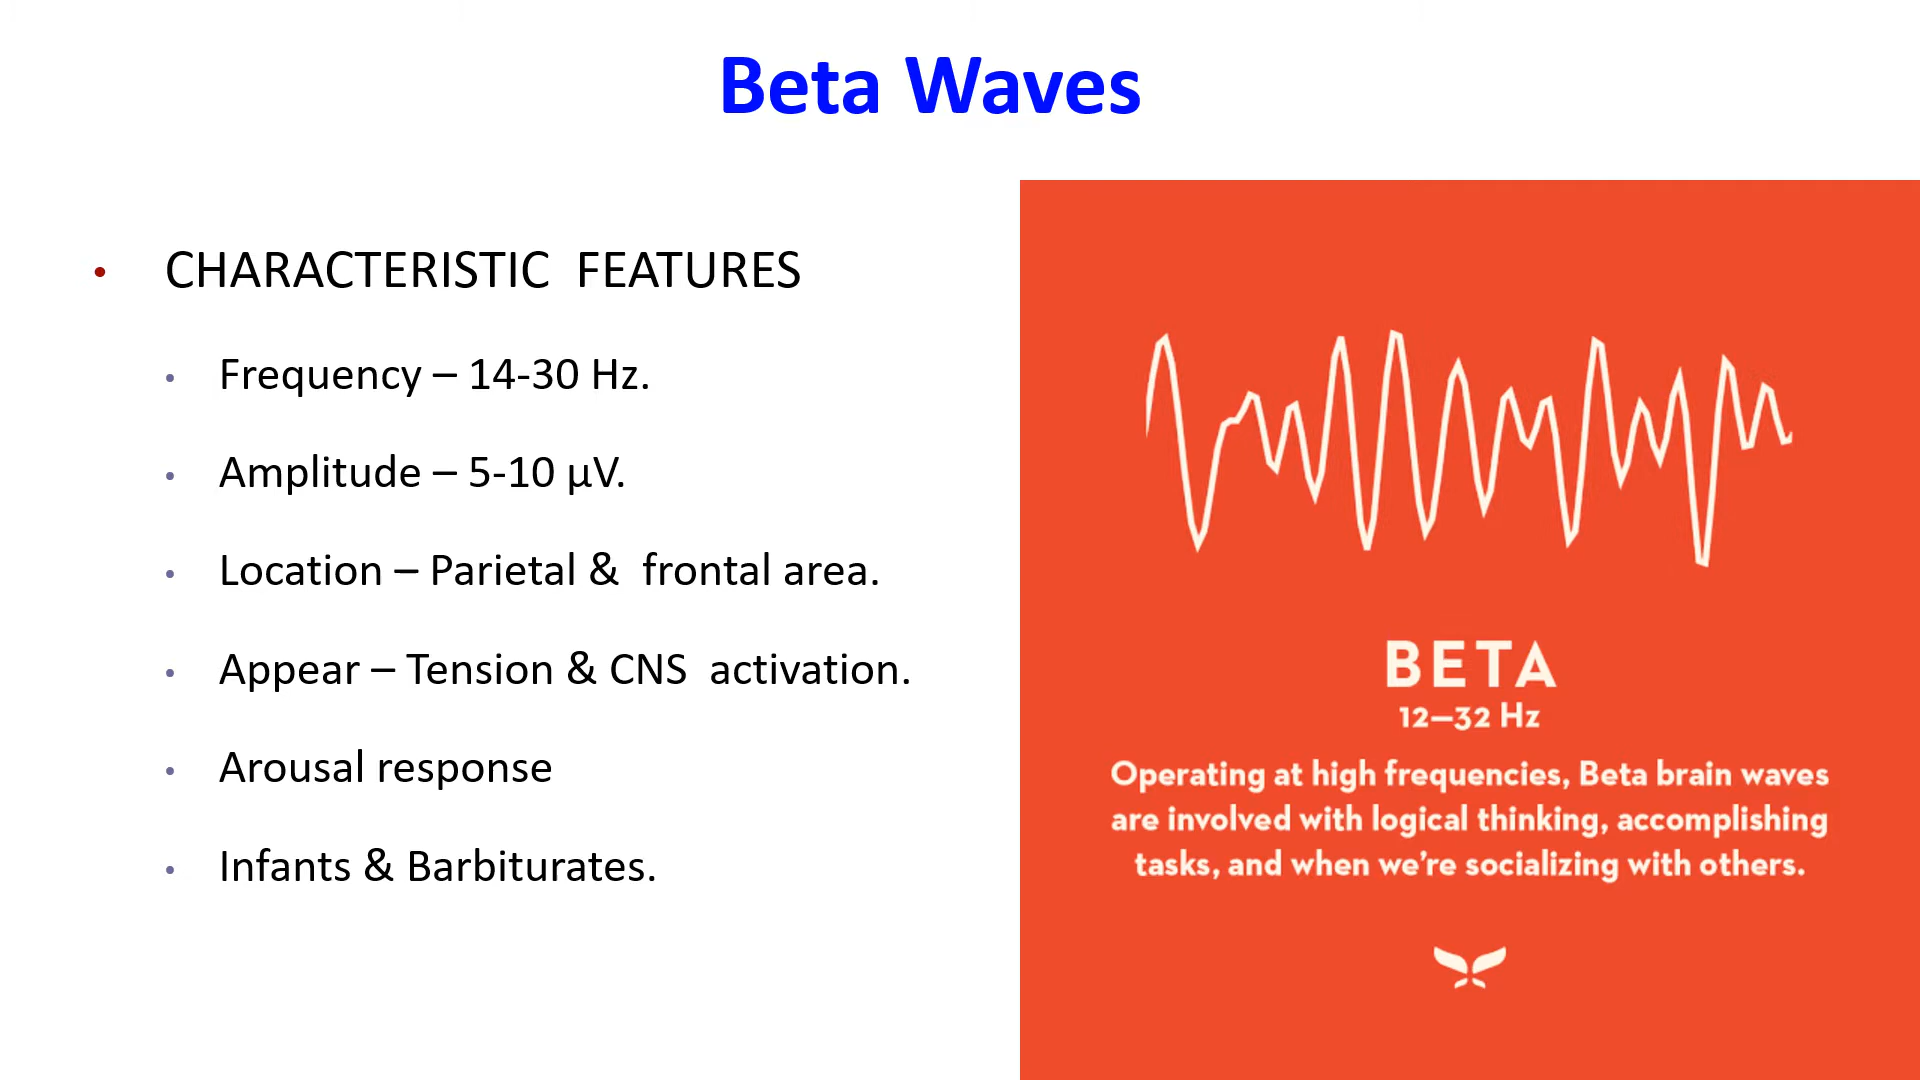 Beta Waves
• CHARACTERISTIC FEATURES
• Frequency – 14-30 Hz.
• Amplitude – 5-10 µV.
• Location – Parietal & frontal area.
• Appear – Tension & CNS activation.
• Arousal response
• Infants & Barbiturates.
BETA
12–32 Hz
Operating at high frequencies, Beta brain waves
are involved with logical thinking, accomplishing
tasks, and when we’re socializing with others.